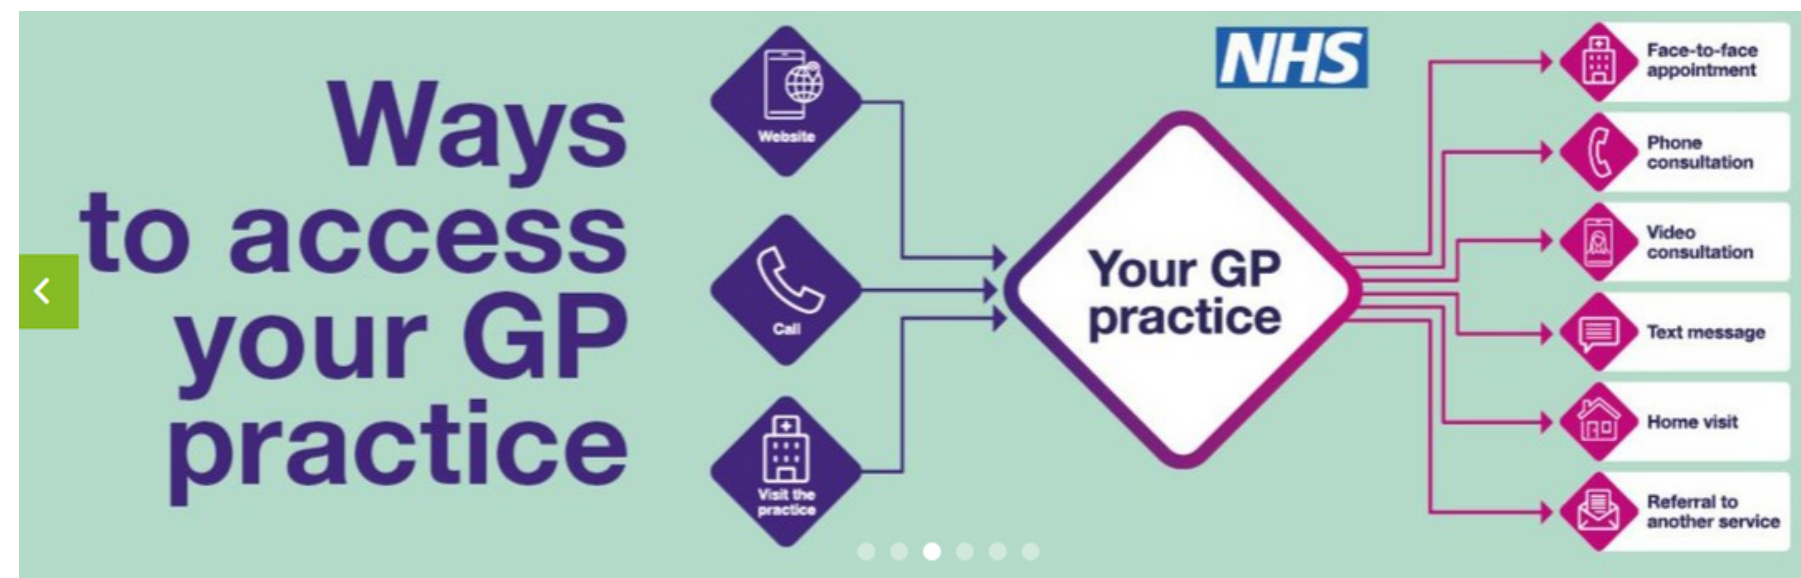 Ways
to access
your GP
practice
Website
Call
Visit the
practice
NHS
Your GP
practice
Face-to-face
appointment
Phone
consultation
Video
consultation
Text message
Home visit
Referral to
another service